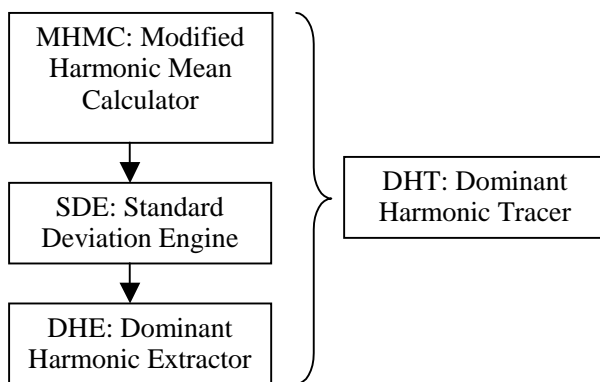 MHMC: Modified
Harmonic Mean
Calculator
SDE: Standard
Deviation Engine
DHE: Dominant
Harmonic Extractor
DHT: Dominant
Harmonic Tracer